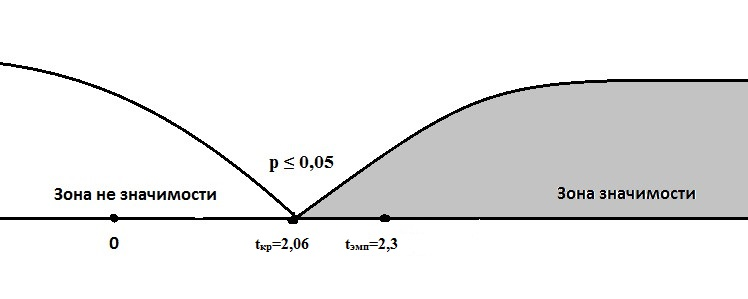 p ≤ 0,05
Зона не значимости
Зона значимости
0
tкр=2,06
tэмп=2,3